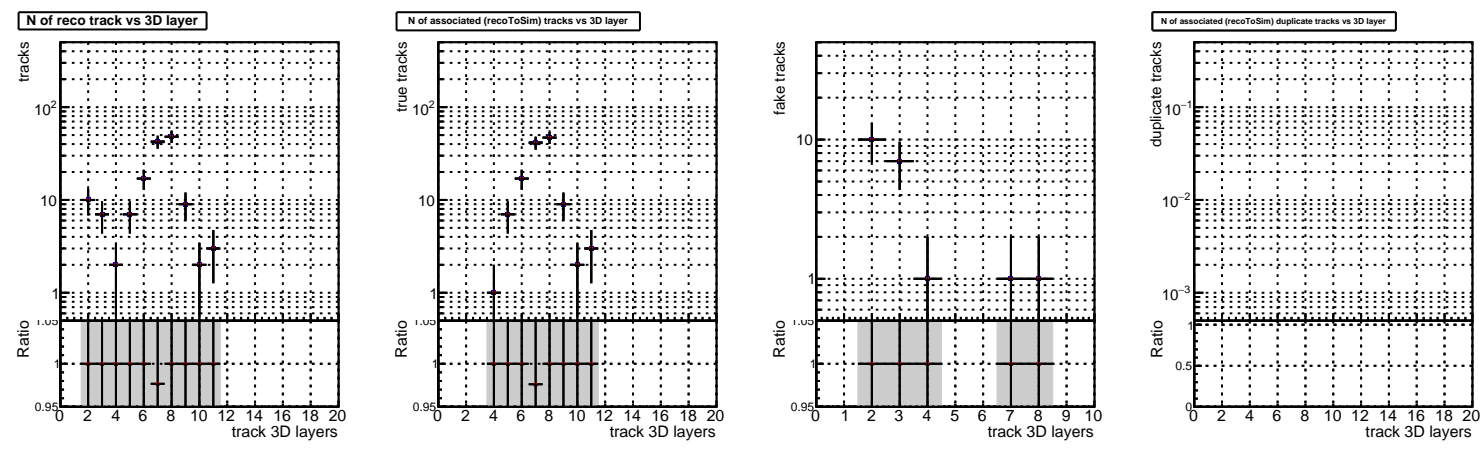 N of reco track vs 3D layer
tracks
10²
10
1
Ratio
1.05
1
0.95
0 2 4 6 8 10 12 14 16 18 20
track 3D layers
N of associated (recoToSim) tracks vs 3D layer
true tracks
10²
10
1
Ratio
1.05
1
0.95
0 2 4 6 8 10 12 14 16 18 20
track 3D layers
fake tracks
10
1
Ratio
1.05
1
0.95
0 1 2 3 4 5 6 7 8 9 10
track 3D layers
N of associated (recoToSim) duplicate tracks vs 3D layer
duplicate tracks
10⁻¹
10⁻²
10⁻³
Ratio
1
0.5
0
0 2 4 6 8 10 12 14 16 18 20
track 3D layers